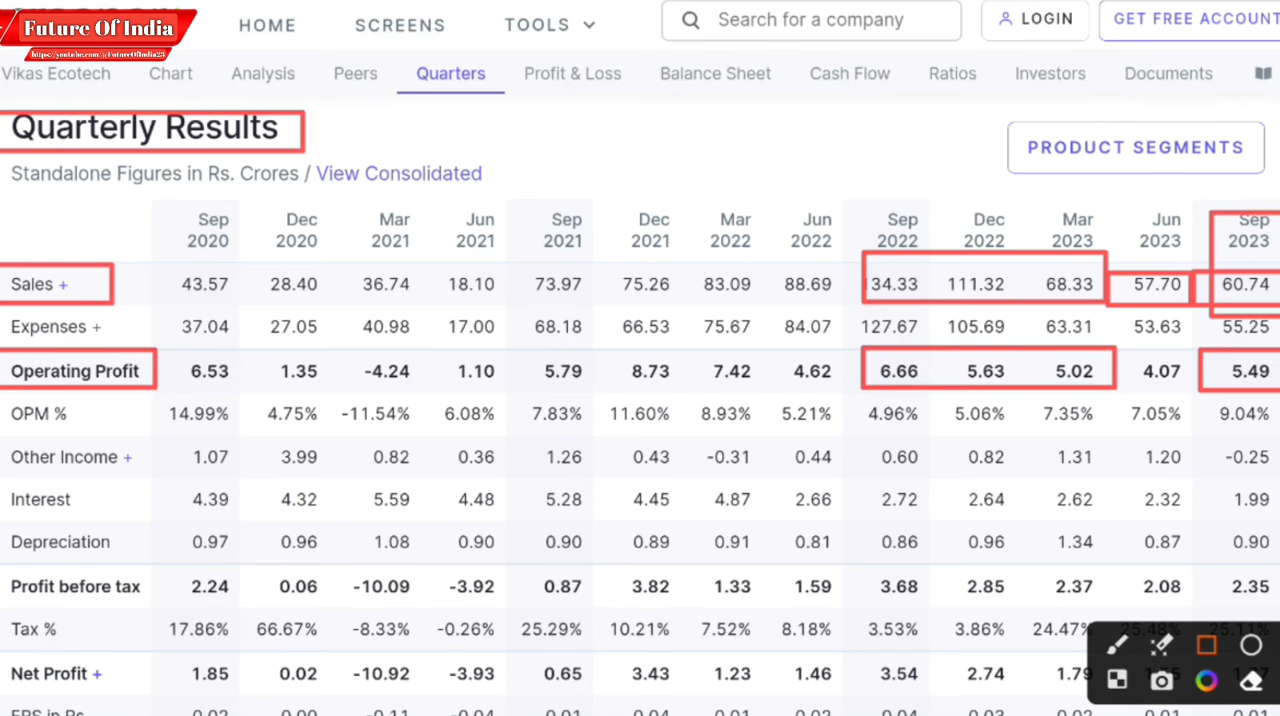 Future Of India
https://youtube.com/@FutureOfIndia23
HOME SCREENS TOOLS Search for a company LOGIN GET FREE ACCOUNT
Vikas Ecotech Chart Analysis Peers Quarters Profit & Loss Balance Sheet Cash Flow Ratios Investors Documents
Quarterly Results
PRODUCT SEGMENTS
Standalone Figures in Rs. Crores / View Consolidated
Sep Dec Mar Jun Sep Dec Mar Jun Sep Dec Mar Jun Sep
2020 2020 2021 2021 2021 2021 2022 2022 2022 2022 2023 2023 2023
Sales + 43.57 28.40 36.74 18.10 73.97 75.26 83.09 88.69 34.33 111.32 68.33 57.70 60.74
Expenses + 37.04 27.05 40.98 17.00 68.18 66.53 75.67 84.07 127.67 105.69 63.31 53.63 55.25
Operating Profit 6.53 1.35 -4.24 1.10 5.79 8.73 7.42 4.62 6.66 5.63 5.02 4.07 5.49
OPM % 14.99% 4.75% -11.54% 6.08% 7.83% 11.60% 8.93% 5.21% 4.96% 5.06% 7.35% 7.05% 9.04%
Other Income + 1.07 3.99 0.82 0.36 1.26 0.43 -0.31 0.44 0.60 0.82 1.31 1.20 -0.25
Interest 4.39 4.32 5.59 4.48 5.28 4.45 4.87 2.66 2.72 2.64 2.62 2.32 1.99
Depreciation 0.97 0.96 1.08 0.90 0.90 0.89 0.91 0.81 0.86 0.96 1.34 0.87 0.90
Profit before tax 2.24 0.06 -10.09 -3.92 0.87 3.82 1.33 1.59 3.68 2.85 2.37 2.08 2.35
Tax % 17.86% 66.67% -8.33% -0.26% 25.29% 10.21% 7.52% 8.18% 3.53% 3.86% 24.47% 25.48% 25.11%
Net Profit + 1.85 0.02 -10.92 -3.93 0.65 3.43 1.23 1.46 3.54 2.74 1.79